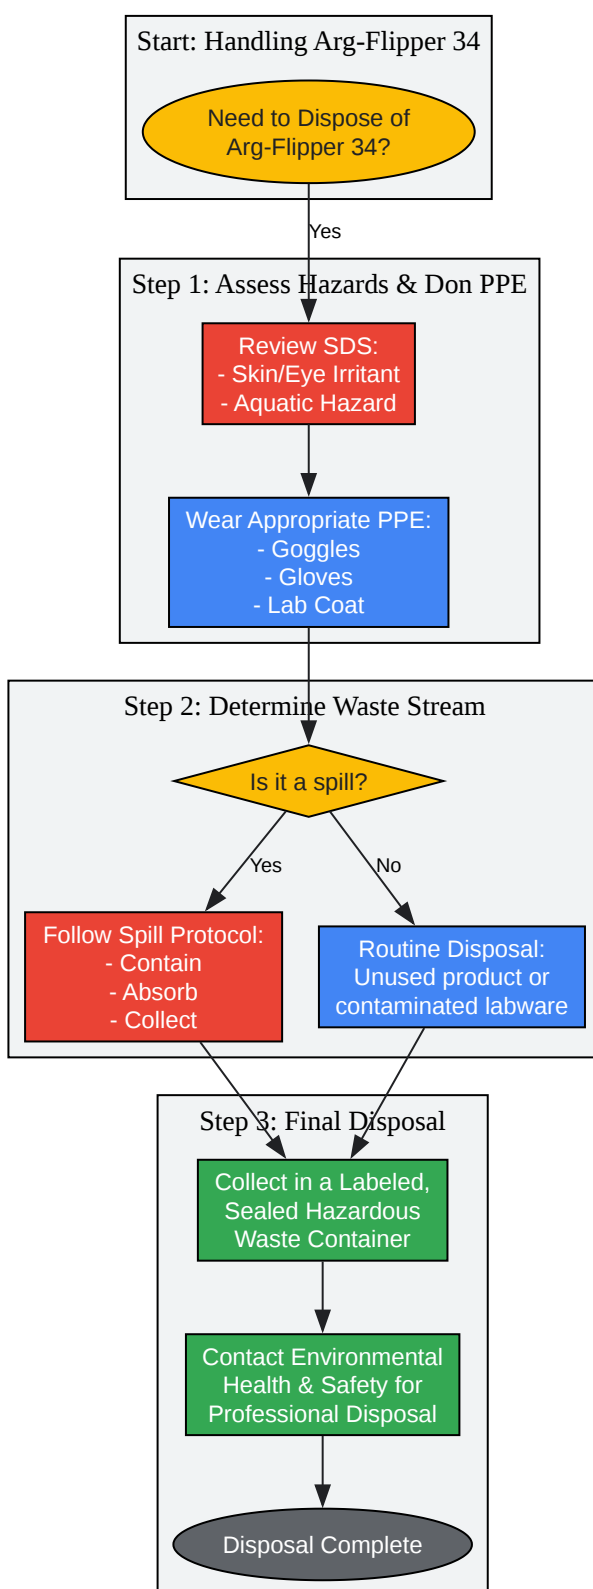 Start: Handling Arg-Flipper 34
Need to Dispose of
Arg-Flipper 34?
Yes
Step 1: Assess Hazards & Don PPE
Review SDS:
- Skin/Eye Irritant
- Aquatic Hazard
Wear Appropriate PPE:
- Goggles
- Gloves
- Lab Coat
Step 2: Determine Waste Stream
Is it a spill?
Yes
No
Follow Spill Protocol:
- Contain
- Absorb
- Collect
Routine Disposal:
Unused product or
contaminated labware
Step 3: Final Disposal
Collect in a Labeled,
Sealed Hazardous
Waste Container
Contact Environmental
Health & Safety for
Professional Disposal
Disposal Complete